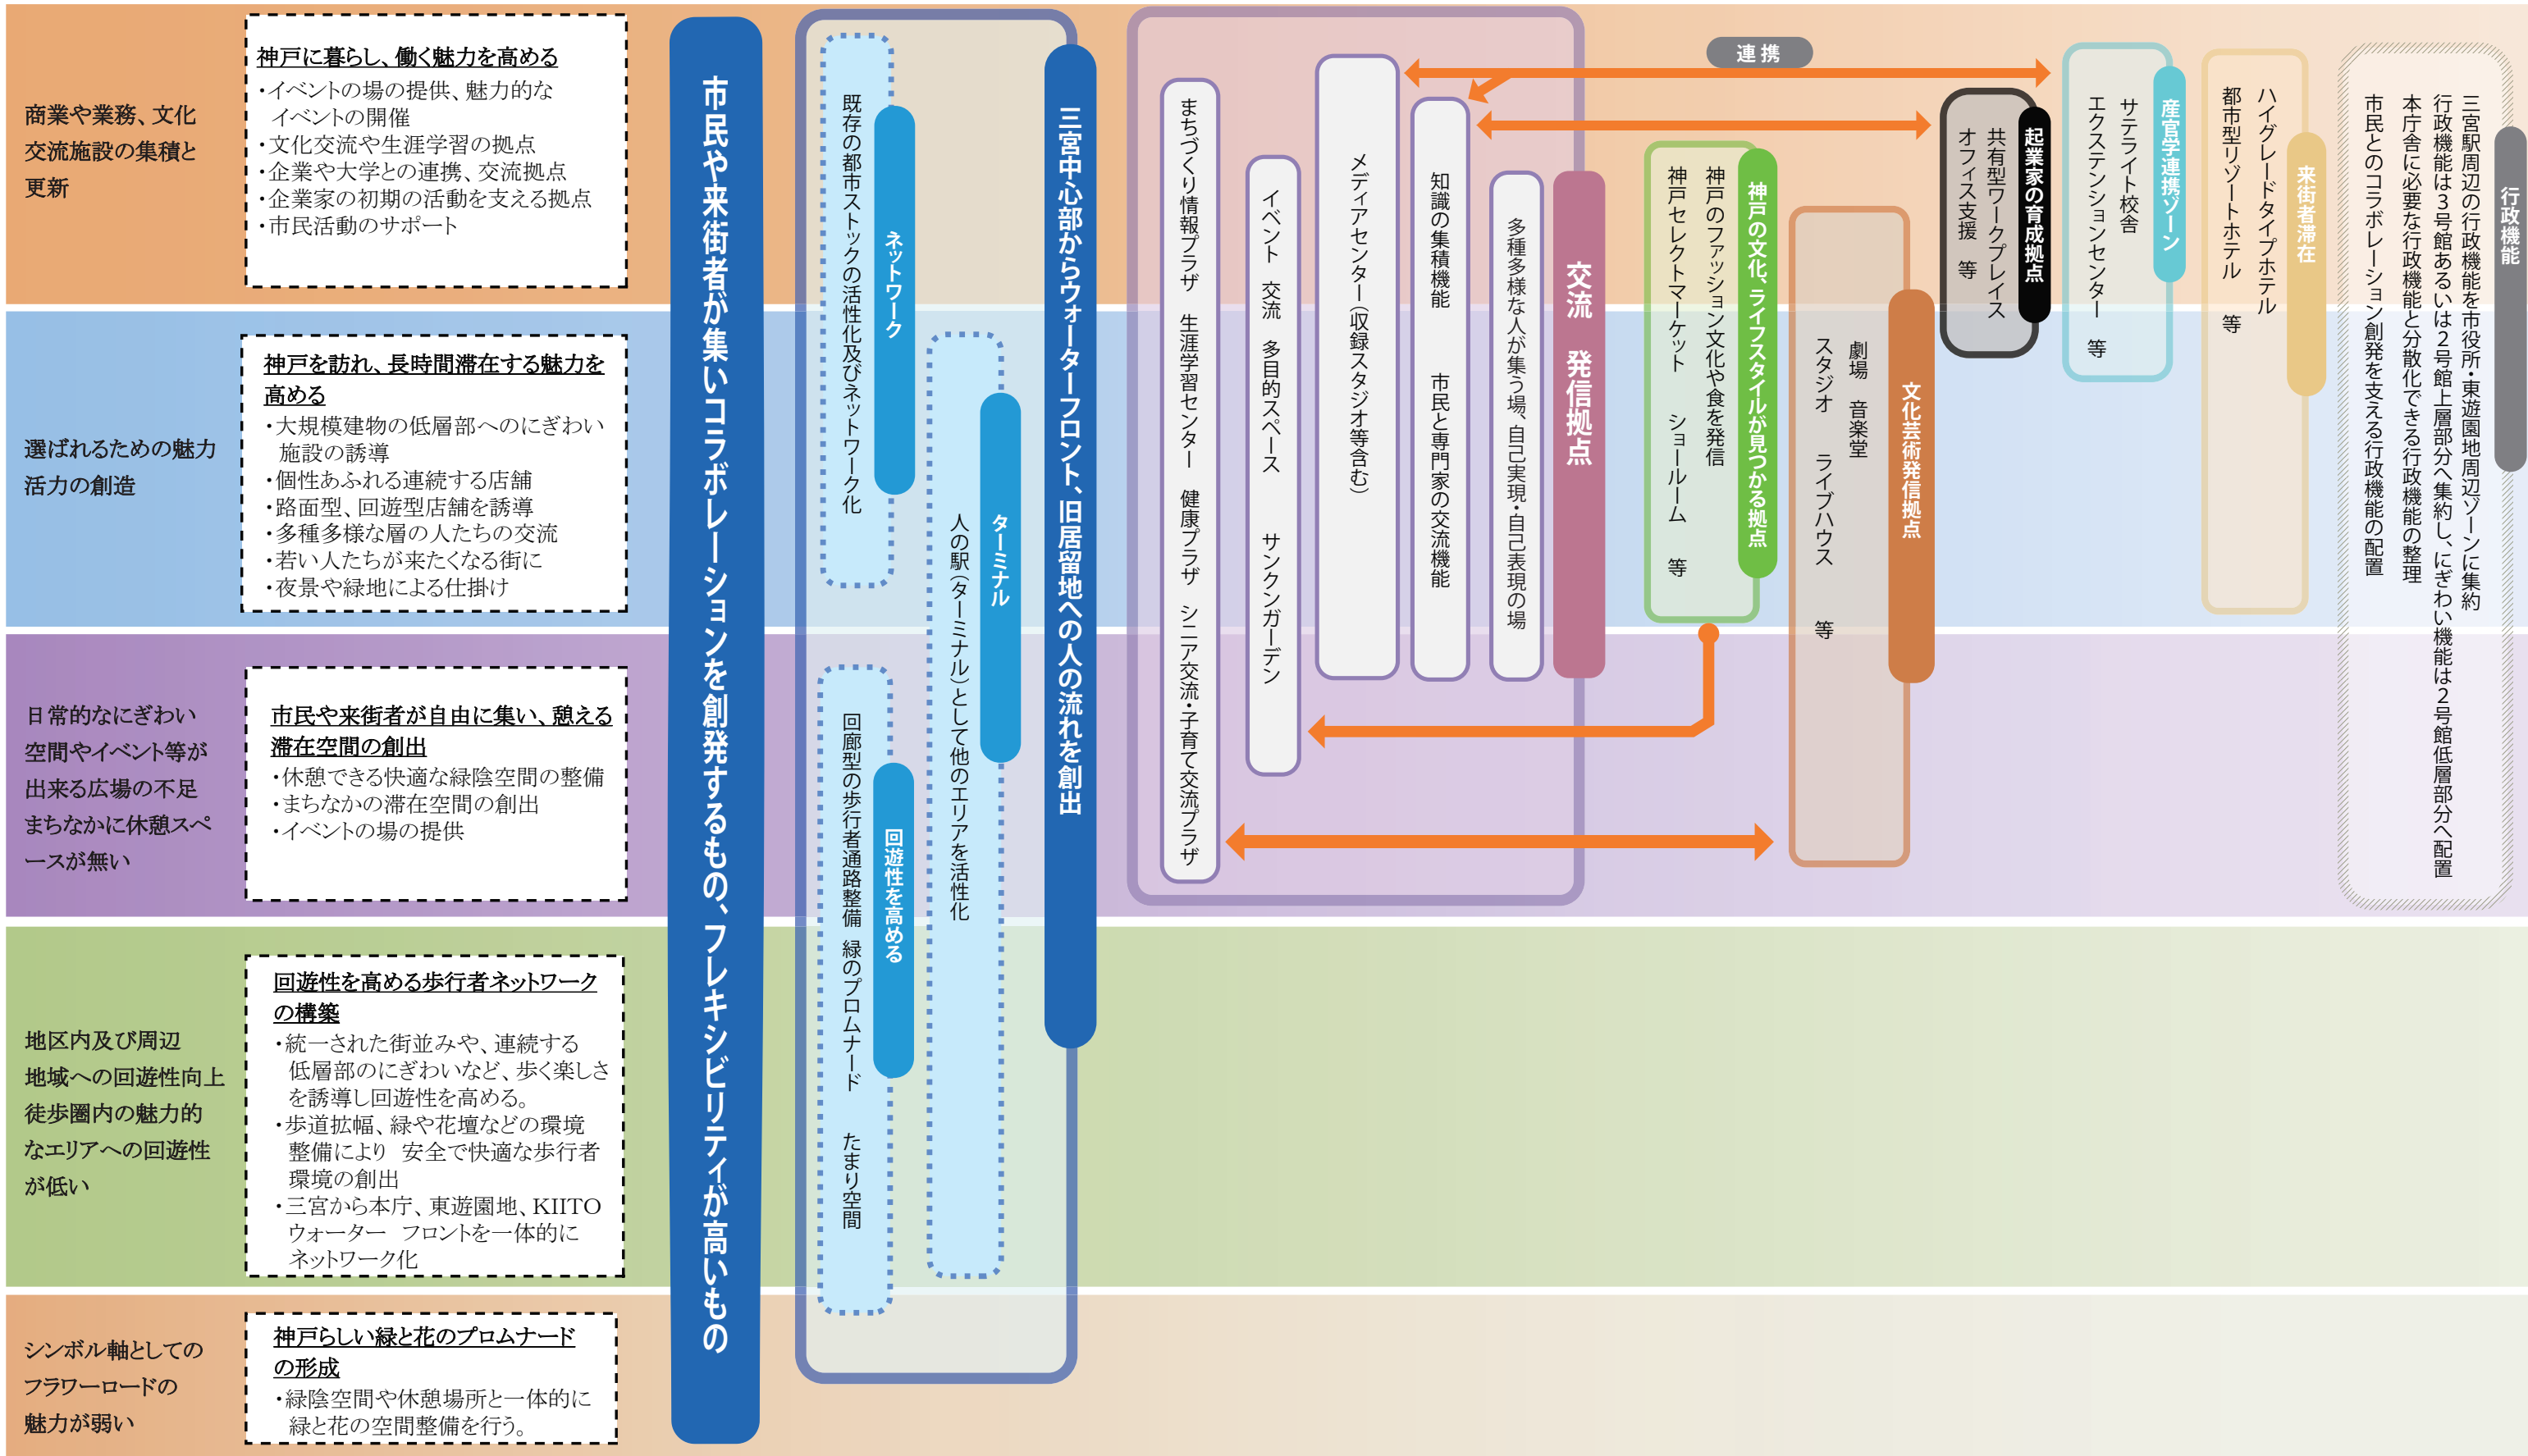 商業や業務、文化
交流施設の集積と
更新
神戸に暮らし、働く魅力を高める
・イベントの場の提供、魅力的な
イベントの開催
・文化交流や生涯学習の拠点
・企業や大学との連携、交流拠点
・企業家の初期の活動を支える拠点
・市民活動のサポート
選ばれるための魅力
活力の創造
神戸を訪れ、長時間滞在する魅力を
高める
・大規模建物の低層部へのにぎわい
施設の誘導
・個性あふれる連続する店舗
・路面型、回遊型店舗を誘導
・多種多様な層の人たちの交流
・若い人たちが来たくなる街に
・夜景や緑地による仕掛け
日常的なにぎわい
空間やイベント等が
出来る広場の不足
まちなかに休憩スペ
ースが無い
市民や来街者が自由に集い、憩える
滞在空間の創出
・休憩できる快適な緑陰空間の整備
・まちなかの滞在空間の創出
・イベントの場の提供
地区内及び周辺
地域への回遊性向上
徒歩圏内の魅力的
なエリアへの回遊性
が低い
回遊性を高める歩行者ネットワーク
の構築
・統一された街並みや、連続する
低層部のにぎわいなど、歩く楽しさ
を誘導し回遊性を高める。
・歩道拡幅、緑や花壇などの環境
整備により 安全で快適な歩行者
環境の創出
・三宮から本庁、東遊園地、KIITO
ウォーター フロントを一体的に
ネットワーク化
シンボル軸としての
フラワーロードの
魅力が弱い
神戸らしい緑と花のプロムナード
の形成
・緑陰空間や休憩場所と一体的に
緑と花の空間整備を行う。
市民や来街者が集いコラボレーションを創発するもの、フレキシビリティが高いもの
三宮中心部からウォーターフロント、旧居留地への人の流れを創出
ネットワーク
既存の都市ストックの活性化及びネットワーク化
ターミナル
人の駅（ターミナル）として他のエリアを活性化
回遊性を高める
回廊型の歩行者通路整備 緑のプロムナード たまり空間
交流 発信拠点
多種多様な人が集う場、自己実現・自己表現の場
知識の集積機能 市民と専門家の交流機能
メディアセンター（収録スタジオ等含む）
イベント 交流 多目的スペース サンクンガーデン
まちづくり情報プラザ 生涯学習センター 健康プラザ シニア交流・子育て交流プラザ
連携
神戸の文化、ライフスタイルが見つかる拠点
神戸のファッション文化や食を発信
神戸セレクトマーケット ショールーム 等
文化芸術発信拠点
劇場 音楽堂
スタジオ ライブハウス 等
起業家の育成拠点
共有型ワークプレイス
オフィス支援 等
産官学連携ゾーン
サテライト校舎
エクステンションセンター 等
来街者滞在
ハイグレードタイプホテル
都市型リゾートホテル 等
行政機能
三宮駅周辺の行政機能を市役所・東遊園地周辺ゾーンに集約
行政機能は３号館あるいは２号館上層部分へ集約し、にぎわい機能は２号館低層部分へ配置
本庁舎に必要な行政機能と分散化できる行政機能の整理
市民とのコラボレーション創発を支える行政機能の配置